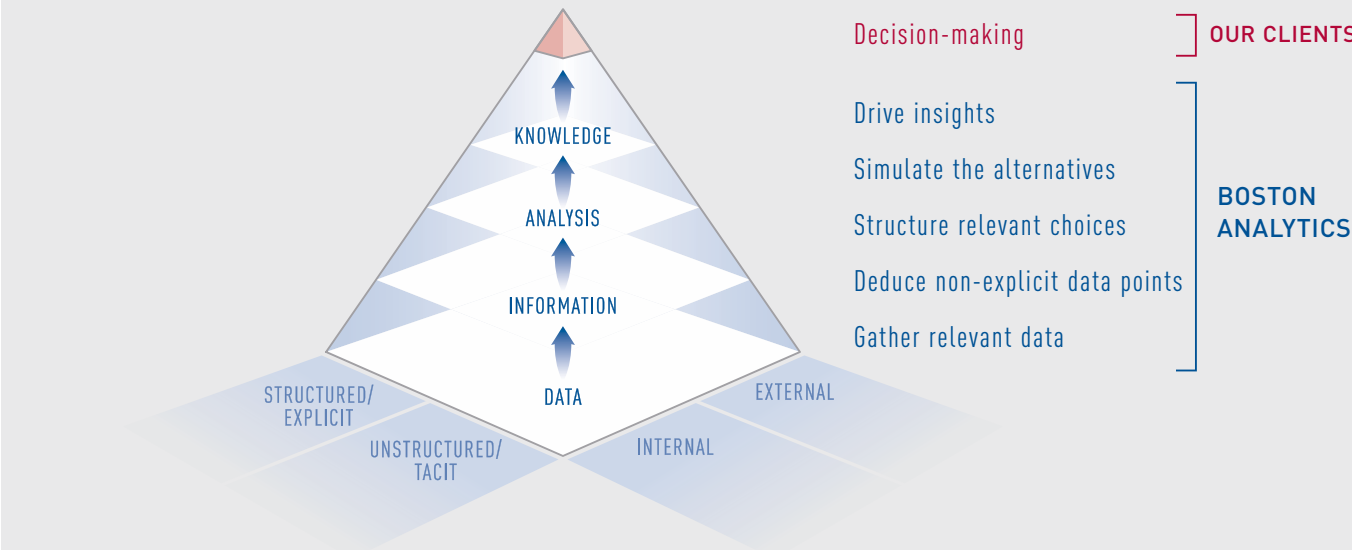 Decision-making
OUR CLIENTS
Drive insights
Simulate the alternatives
Structure relevant choices
Deduce non-explicit data points
Gather relevant data
BOSTON
ANALYTICS
KNOWLEDGE
ANALYSIS
INFORMATION
DATA
STRUCTURED/
EXPLICIT
UNSTRUCTURED/
TACIT
INTERNAL
EXTERNAL